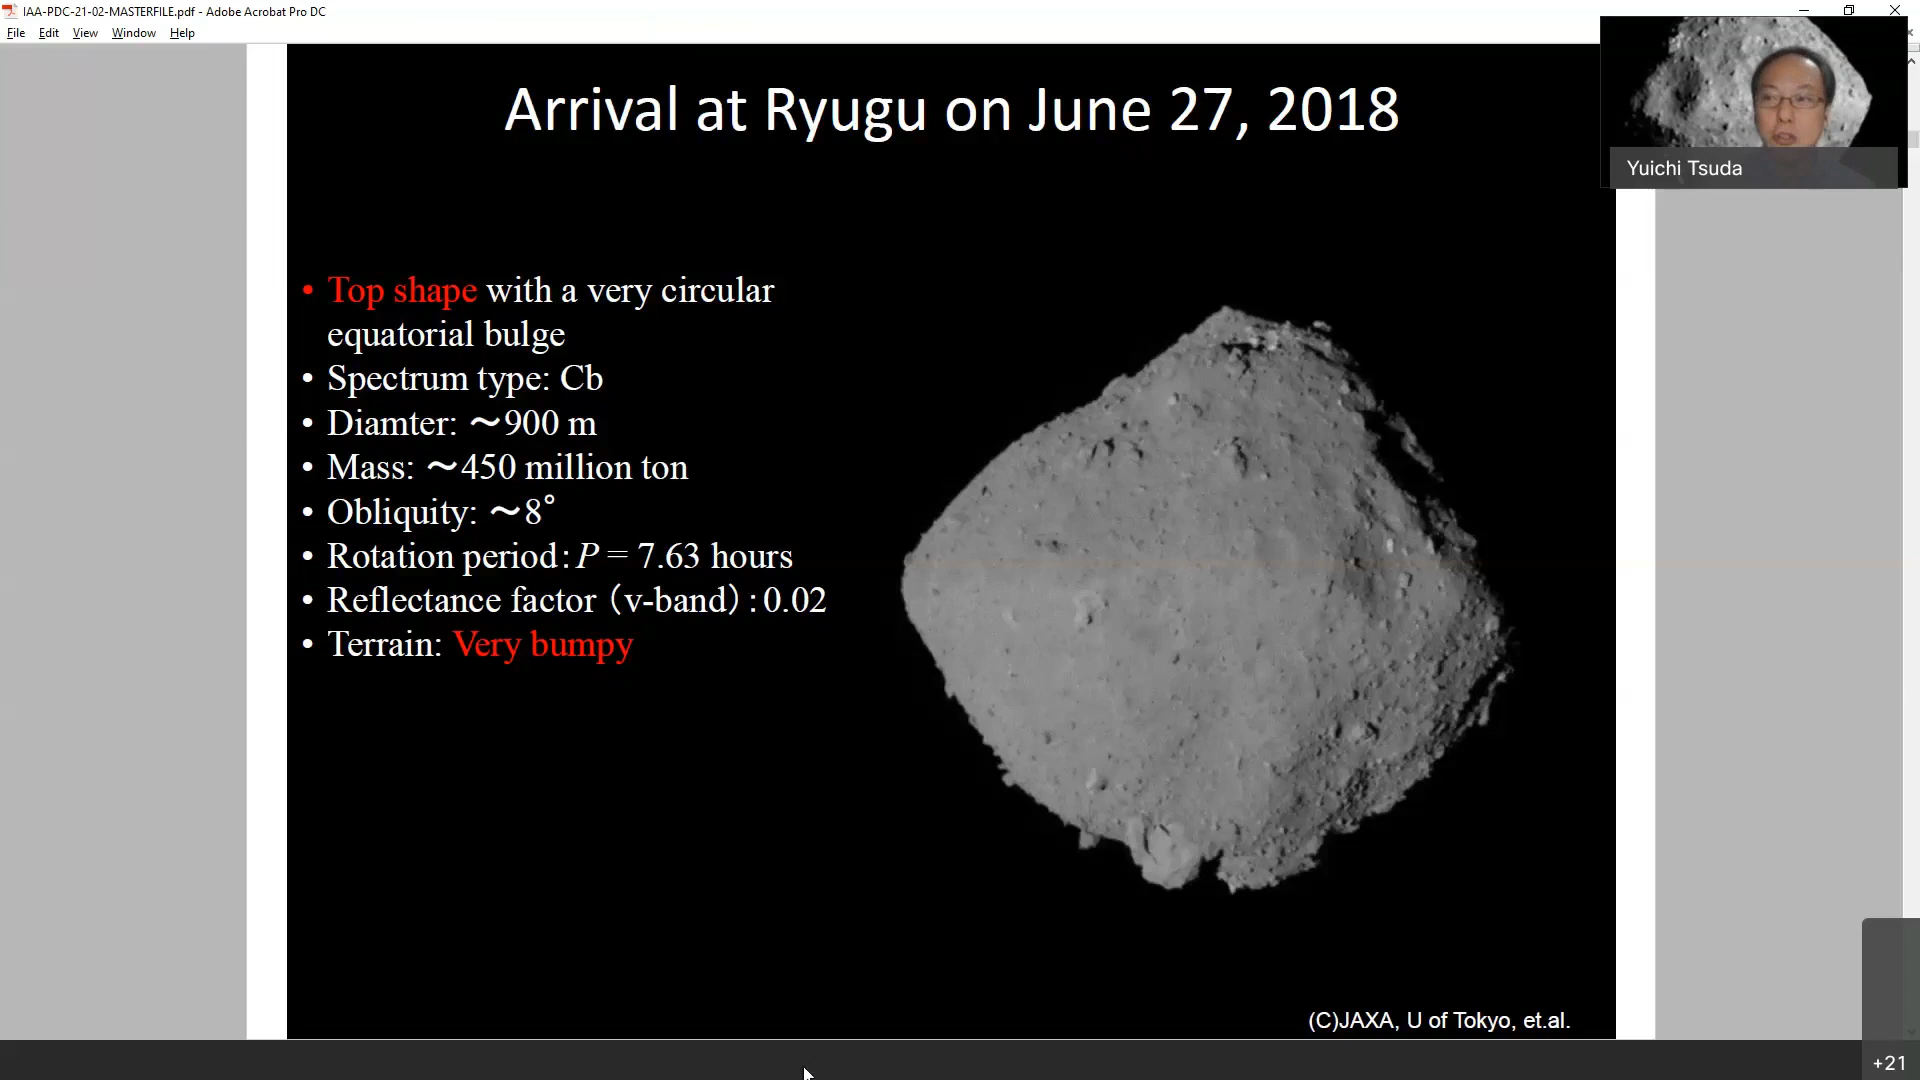 IAA-PDC-21-02-MASTERFILE.pdf - Adobe Acrobat Pro DC
File Edit View Window Help
Arrival at Ryugu on June 27, 2018
Yuichi Tsuda
• Top shape with a very circular
equatorial bulge
• Spectrum type: Cb
• Diamter: ～900 m
• Mass: ～450 million ton
• Obliquity: ～8°
• Rotation period: P = 7.63 hours
• Reflectance factor (v-band): 0.02
• Terrain: Very bumpy
(C)JAXA, U of Tokyo, et.al.
+21